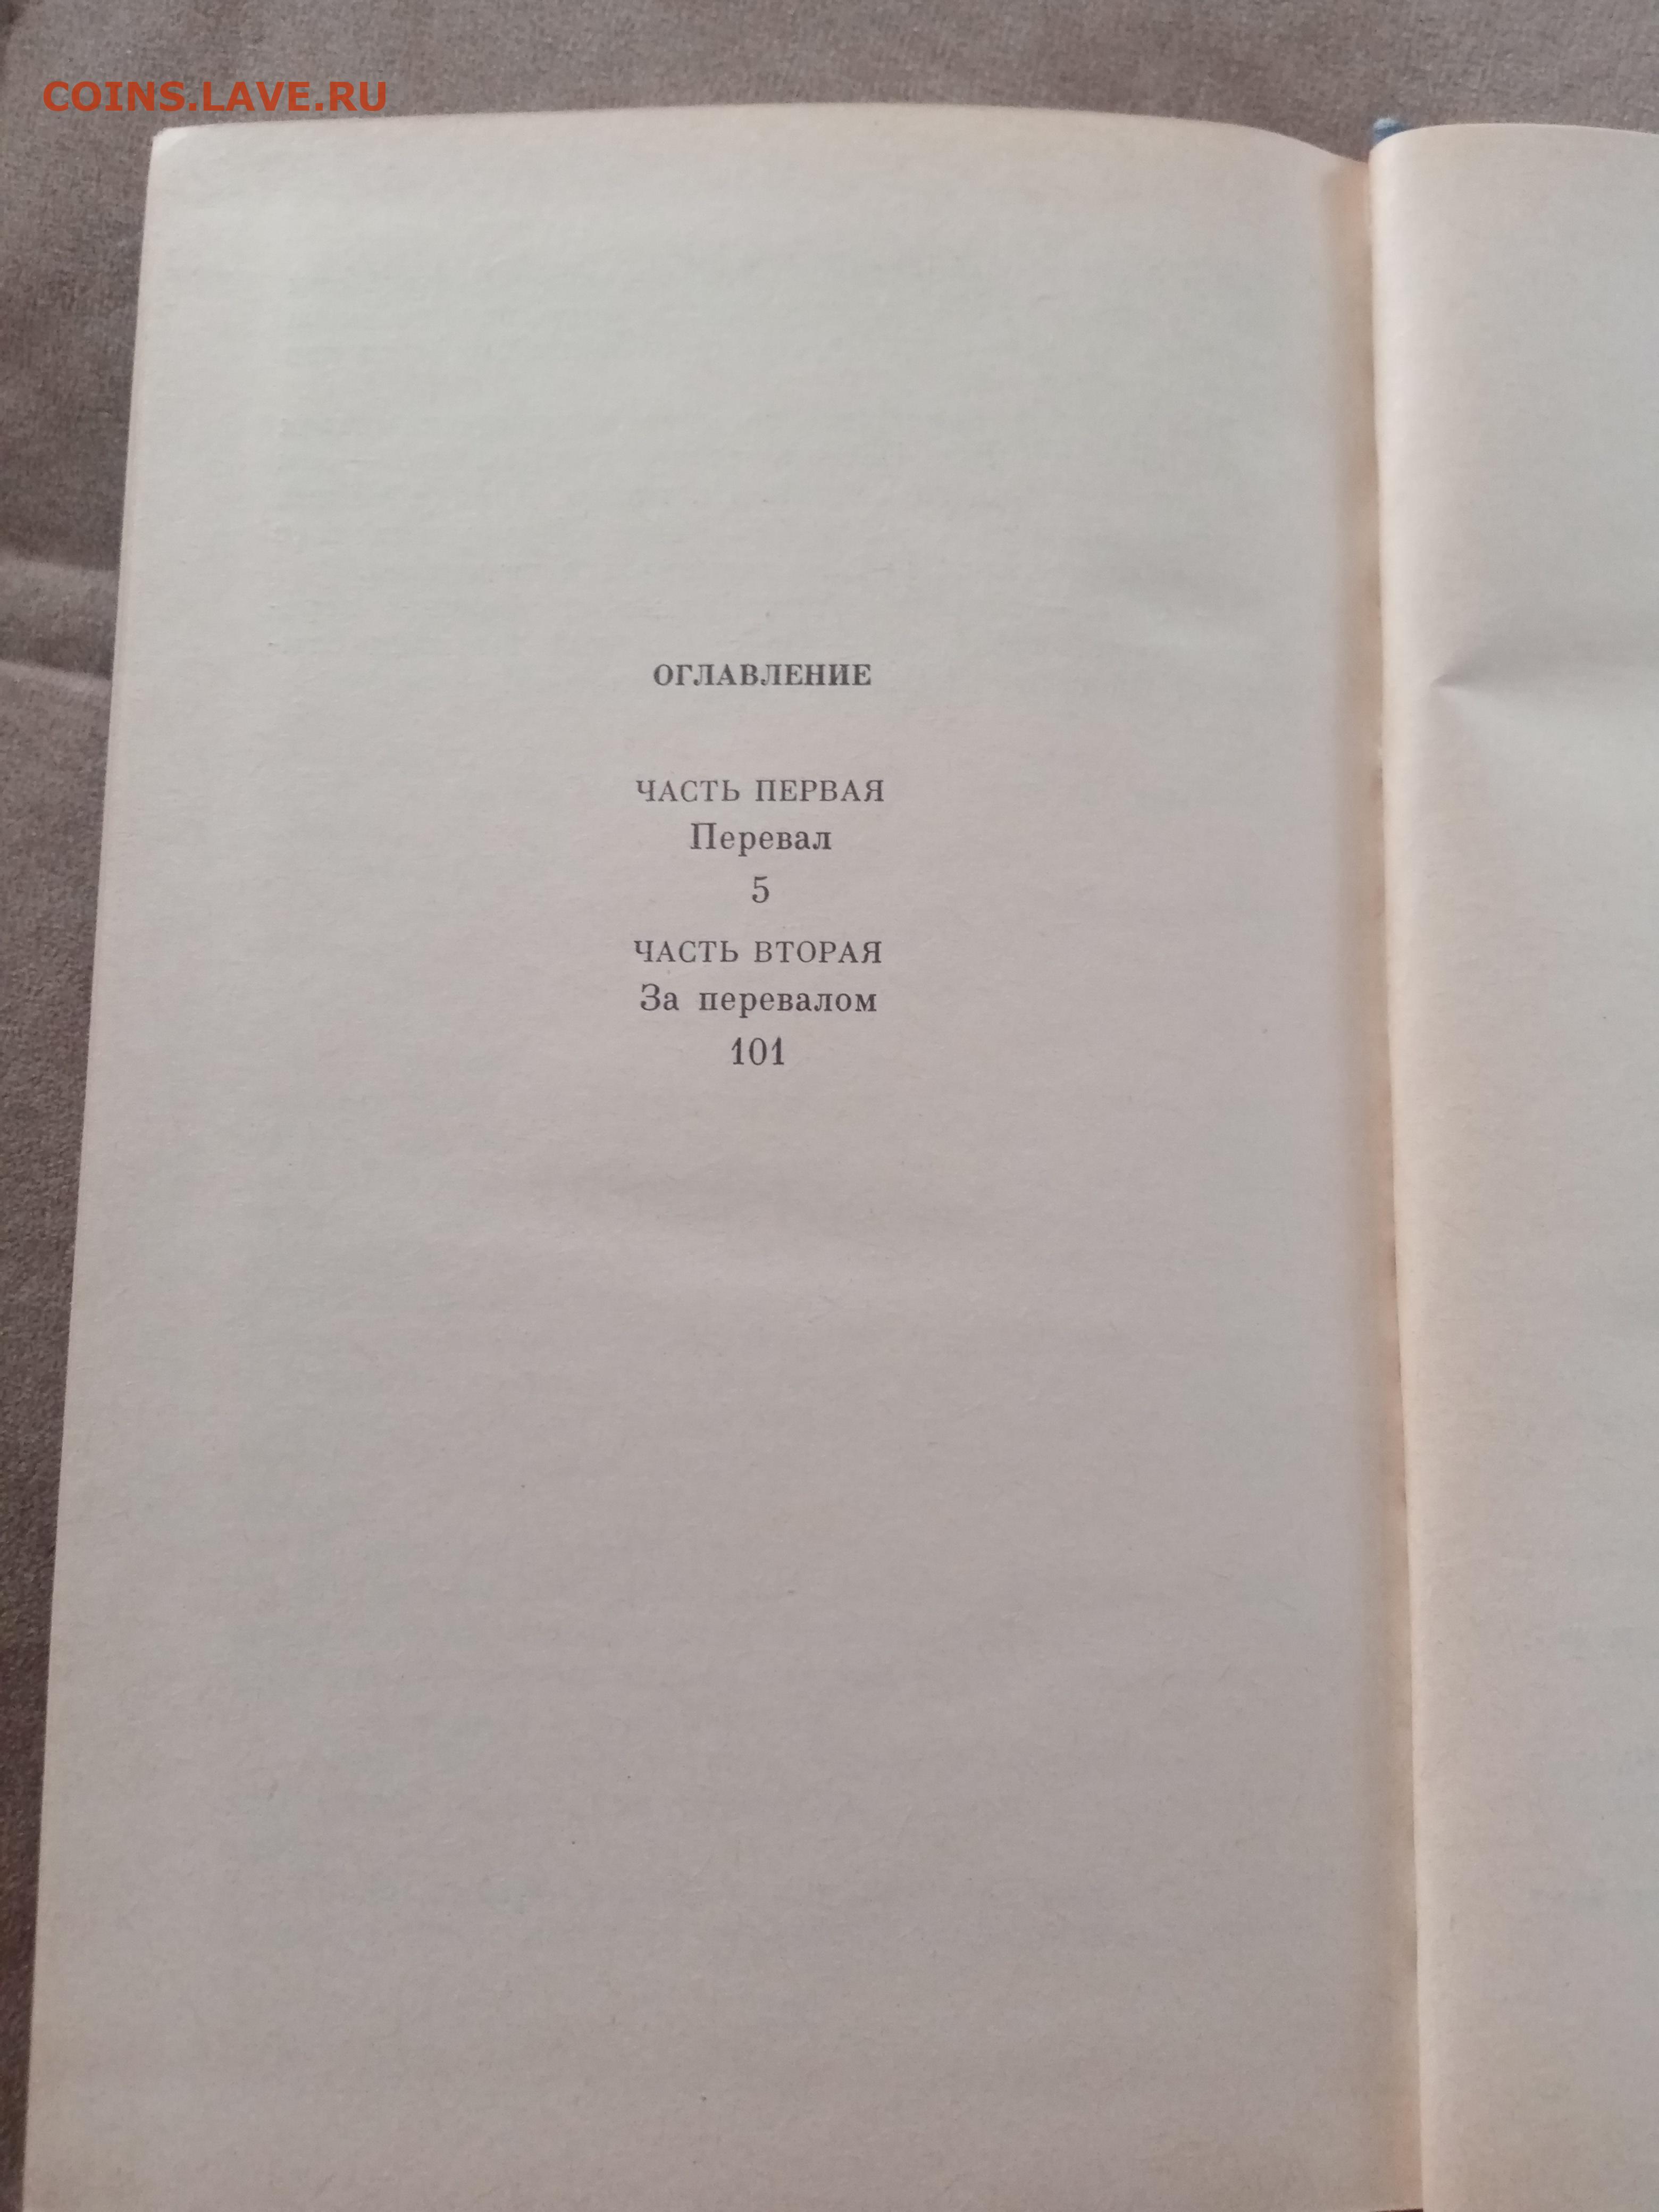 COINS.LAVE.RU
ОГЛАВЛЕНИЕ
ЧАСТЬ ПЕРВАЯ
Перевал
5
ЧАСТЬ ВТОРАЯ
За перевалом
101